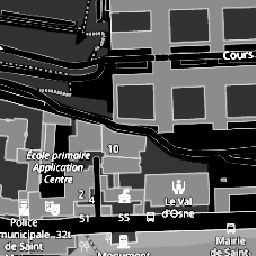 Cours
10
École primaire
Application
Centre
2
4
51
55
Le Val
d'Osne
Police
municipale
de Saint
32t
Monument
Mairie
de Saint